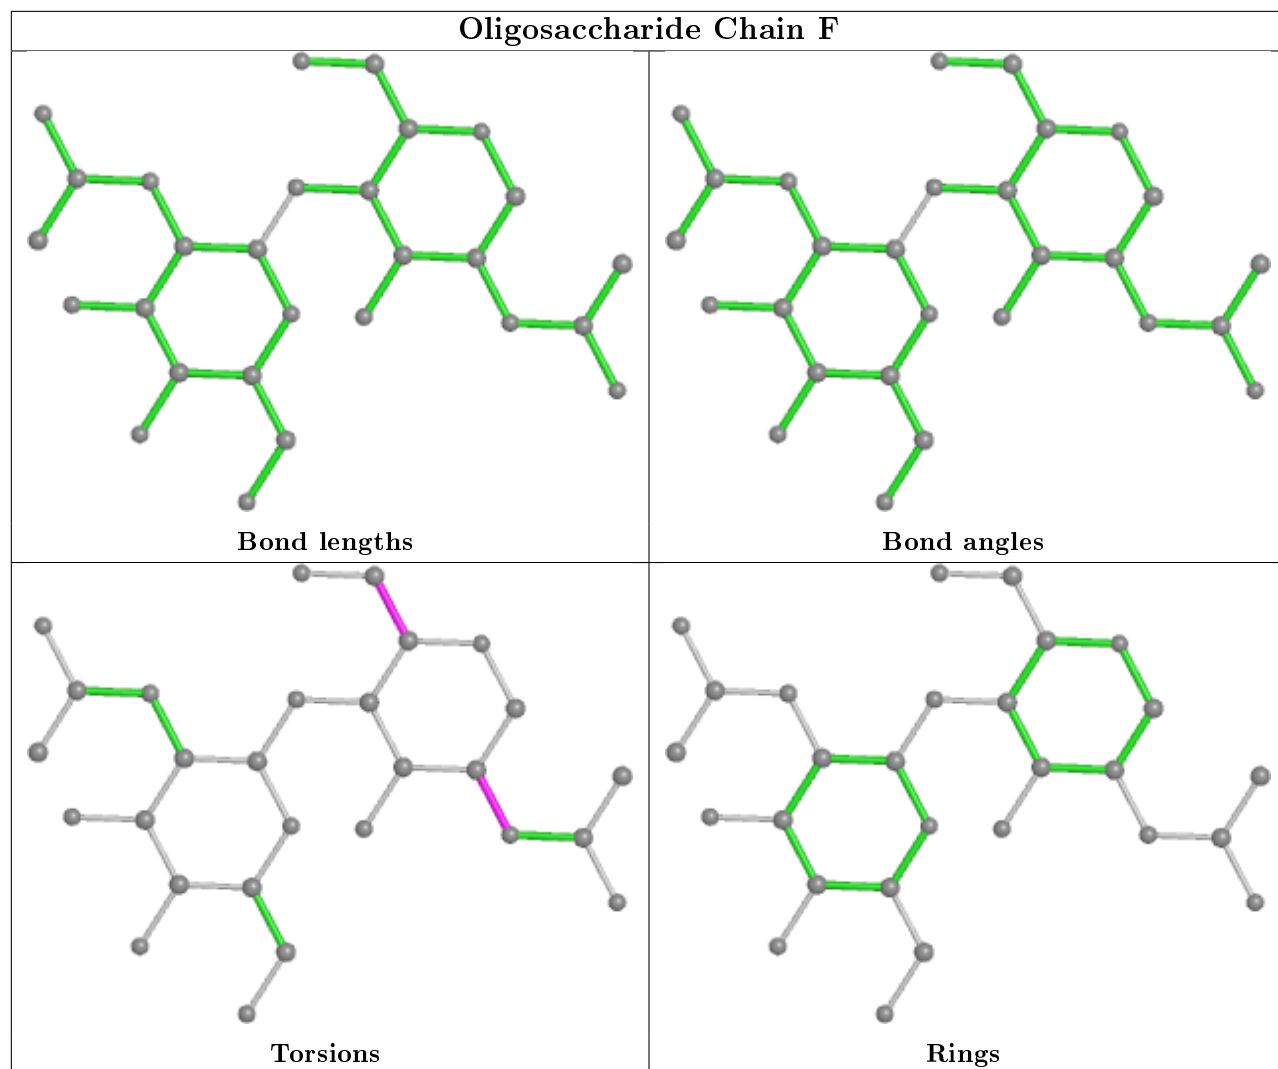 Oligosaccharide Chain F
Bond lengths
Bond angles
Torsions
Rings